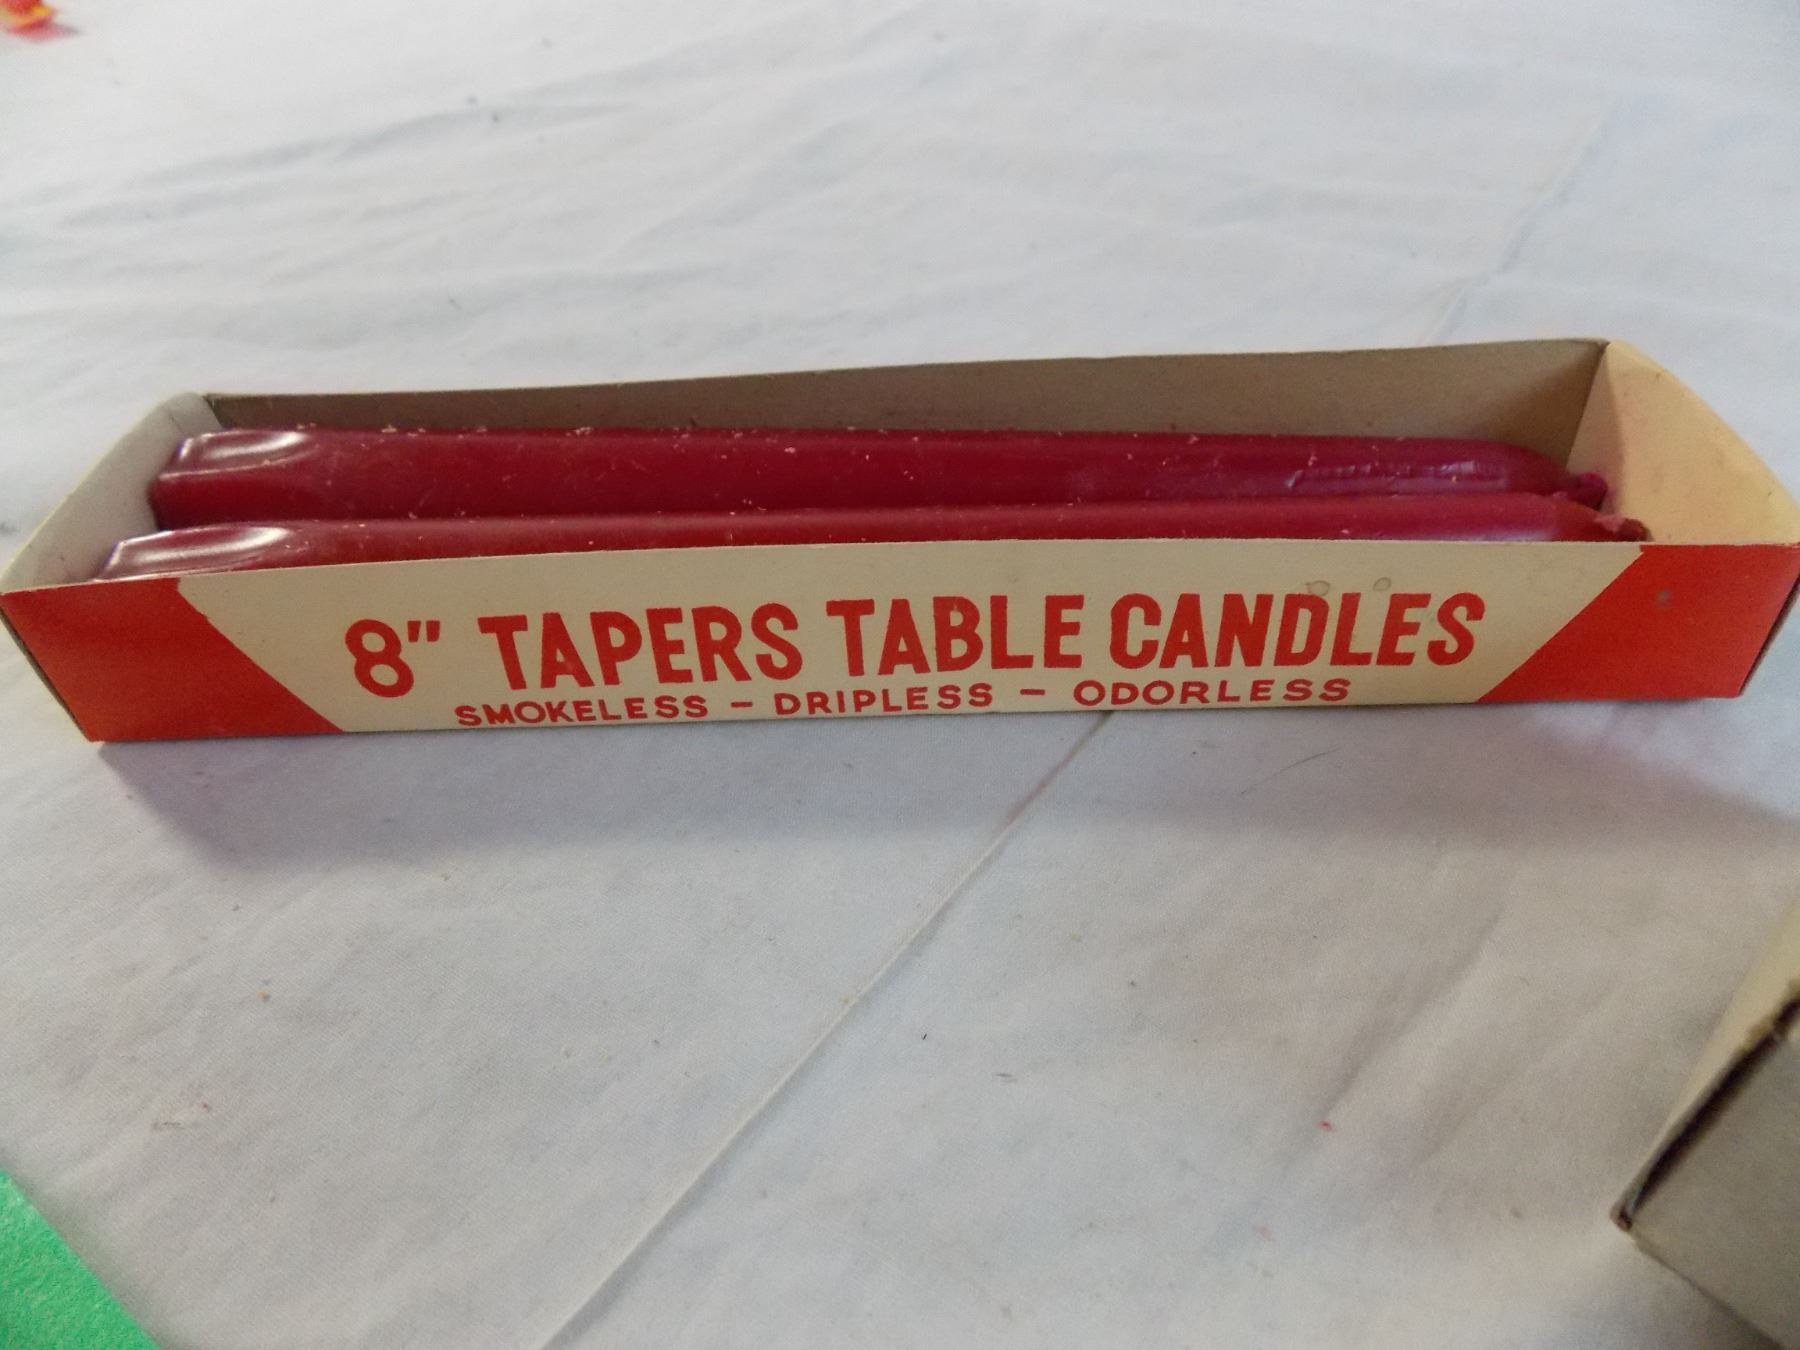 8" TAPERS TABLE CANDLES
SMOKELESS - DRIPLESS - ODORLESS